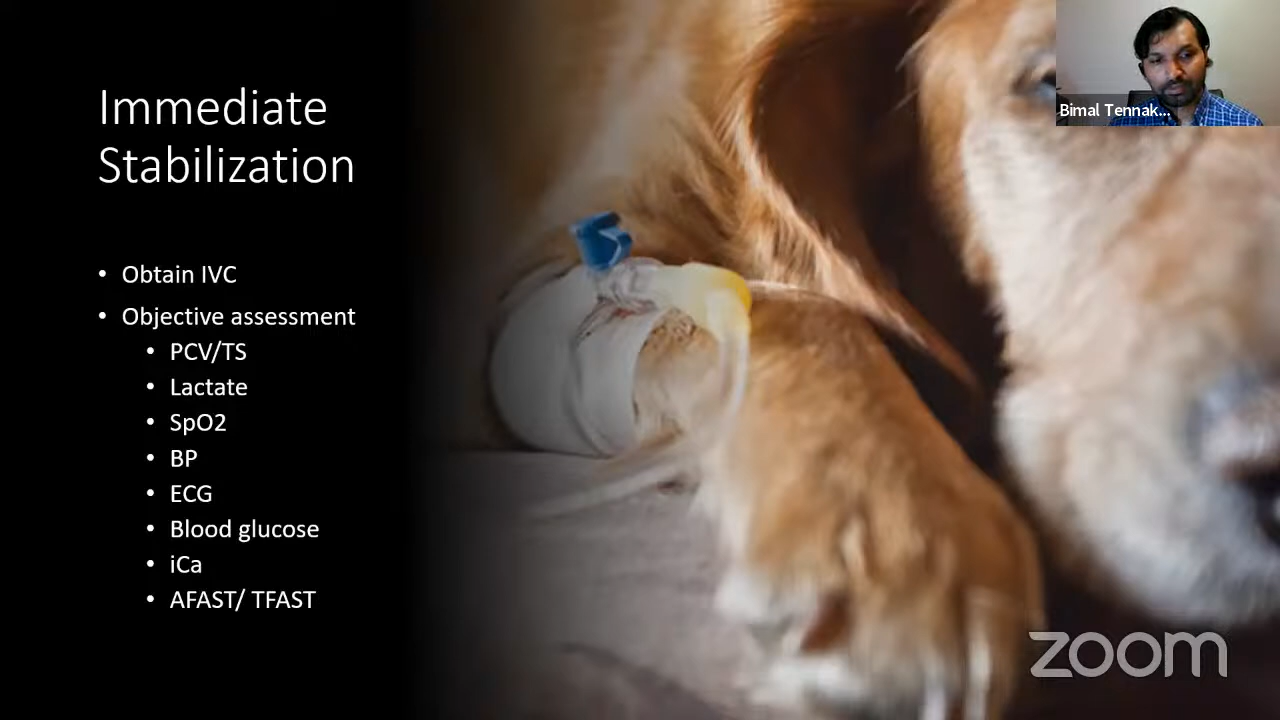 Immediate
Stabilization
• Obtain IVC
• Objective assessment
• PCV/TS
• Lactate
• SpO2
• BP
• ECG
• Blood glucose
• iCa
• AFAST/ TFAST
Bimal Tennak...
zoom